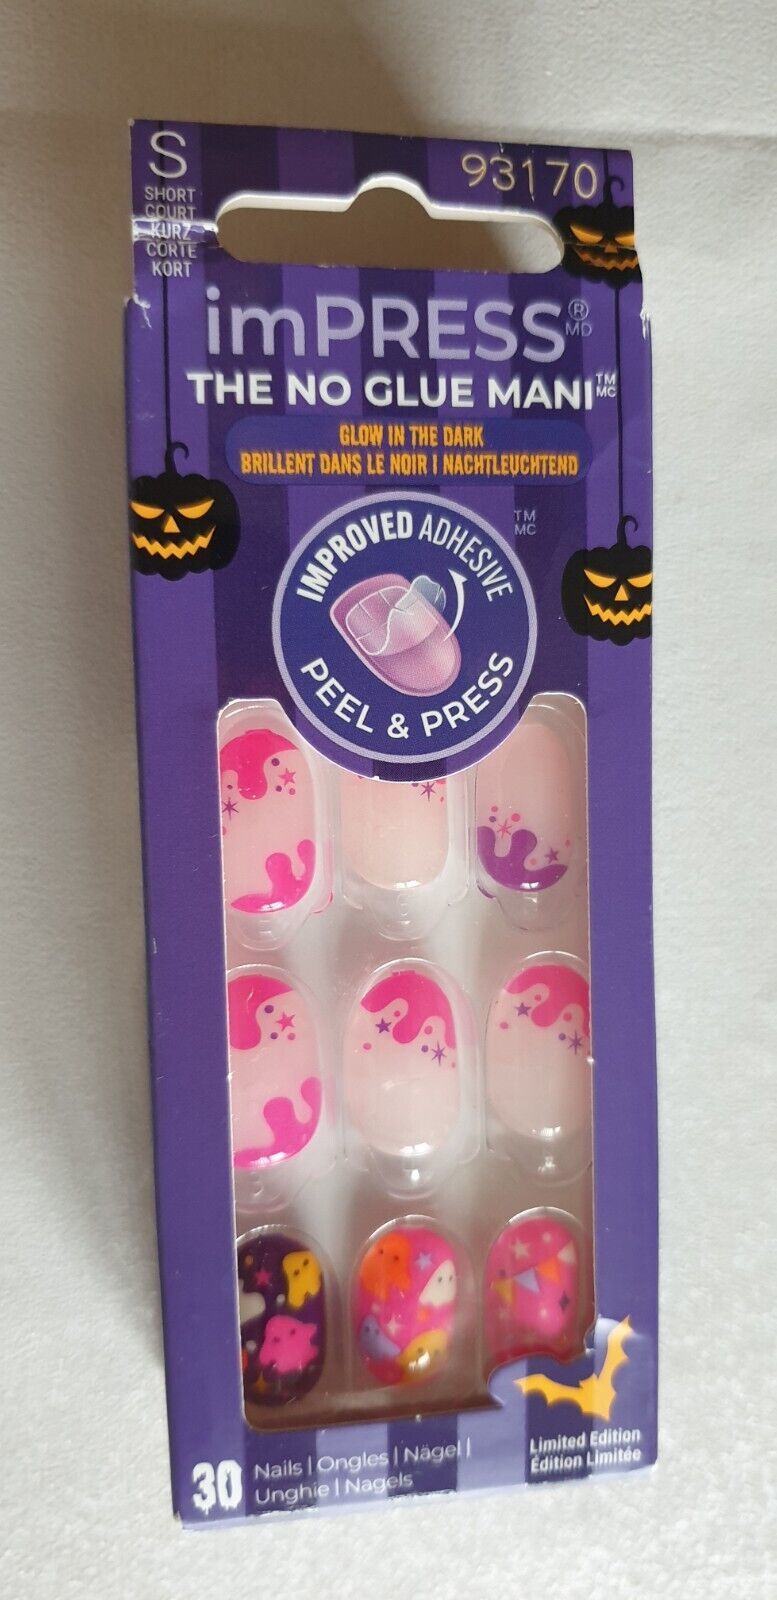 S
93170
SHORT
COURT
KURZ
CORTE
KORT
imPRESS®
MD
THE NO GLUE MANI™
MC
GLOW IN THE DARK
BRILLENT DANS LE NOIR | NACHTLEUCHTEND
IMPROVED ADHESIVE
TM
MC
PEEL & PRESS
30 Nails | Ongles | Nägel |
Unghie | Nagels
Limited Edition
Édition Limitée